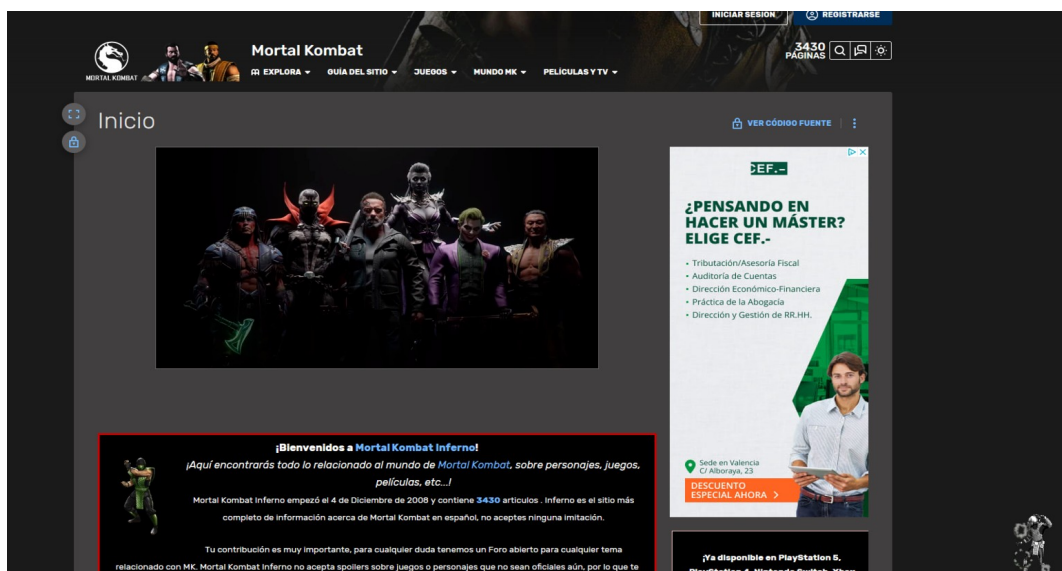 INICIAR SESIÓN
REGISTRARSE
MORTAL KOMBAT
Mortal Kombat
EXPLORA
GUÍA DEL SITIO
JUEGOS
MUNDO MK
PELÍCULAS Y TV
3430
PÁGINAS
Inicio
VER CÓDIGO FUENTE
CEF.-
¿PENSANDO EN
HACER UN MÁSTER?
ELIGE CEF.-
• Tributación/Asesoría Fiscal
• Auditoría de Cuentas
• Dirección Económico-Financiera
• Práctica de la Abogacía
• Dirección y Gestión de RR.HH.
Sede en Valencia
C/ Alboraya, 23
DESCUENTO
ESPECIAL AHORA >
¡Bienvenidos a Mortal Kombat Inferno!
¡Aquí encontrarás todo lo relacionado al mundo de Mortal Kombat, sobre personajes, juegos,
películas, etc...!
Mortal Kombat Inferno empezó el 4 de Diciembre de 2008 y contiene 3430 articulos . Inferno es el sitio más
completo de información acerca de Mortal Kombat en español, no aceptes ninguna imitación.
Tu contribución es muy importante, para cualquier duda tenemos un Foro abierto para cualquier tema
relacionado con MK. Mortal Kombat Inferno no acepta spoilers sobre juegos o personajes que no sean oficiales aún, por lo que te
¡Ya disponible en PlayStation 5,
PlayStation 4, Nintendo Switch, Xbox